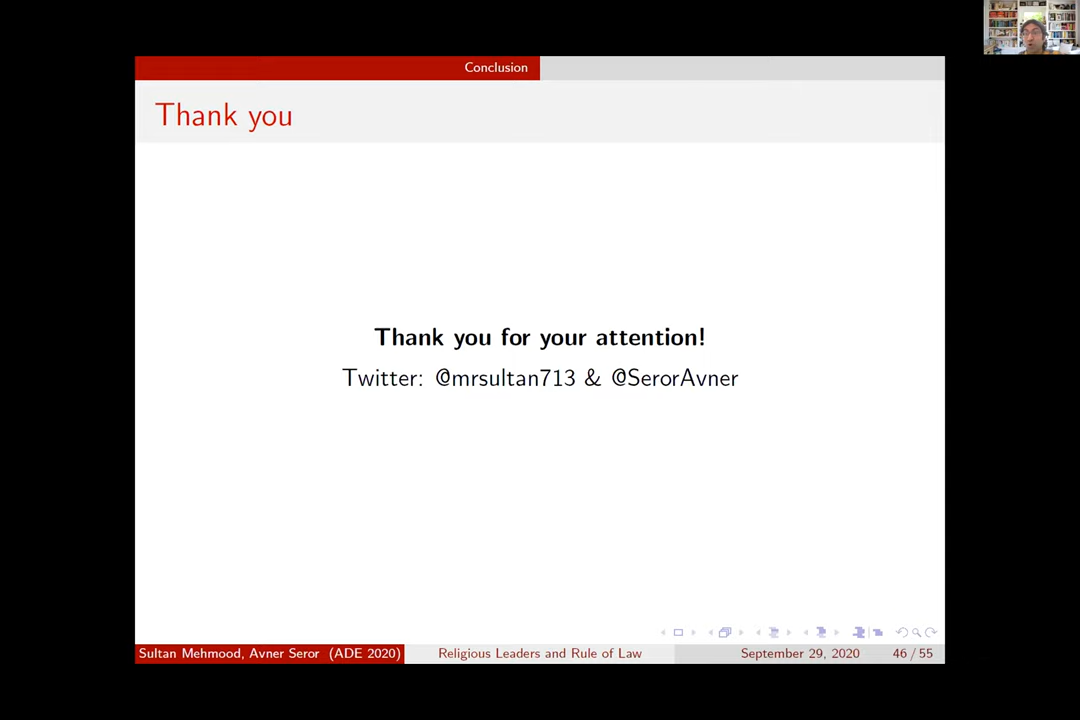 Conclusion
Thank you
Thank you for your attention!
Twitter: @mrsultan713 & @SerorAvner
Sultan Mehmood, Avner Seror (ADE 2020)
Religious Leaders and Rule of Law
September 29, 2020
46 / 55